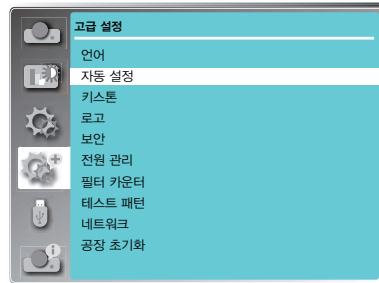 고급 설정
언어
자동 설정
키스톤
로고
보안
전원 관리
필터 카운터
테스트 패턴
네트워크
공장 초기화